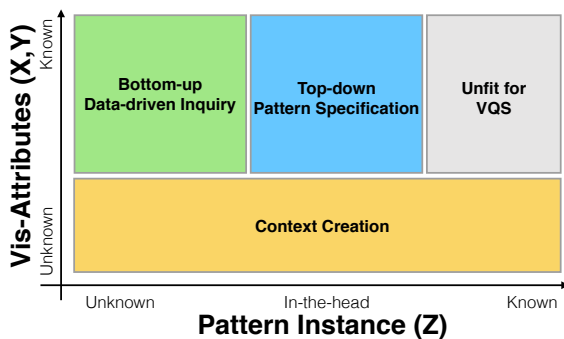 Vis-Attributes (X,Y)
Known
Unknown
Bottom-up
Data-driven Inquiry
Top-down
Pattern Specification
Unfit for
VQS
Context Creation
Unknown
In-the-head
Known
Pattern Instance (Z)